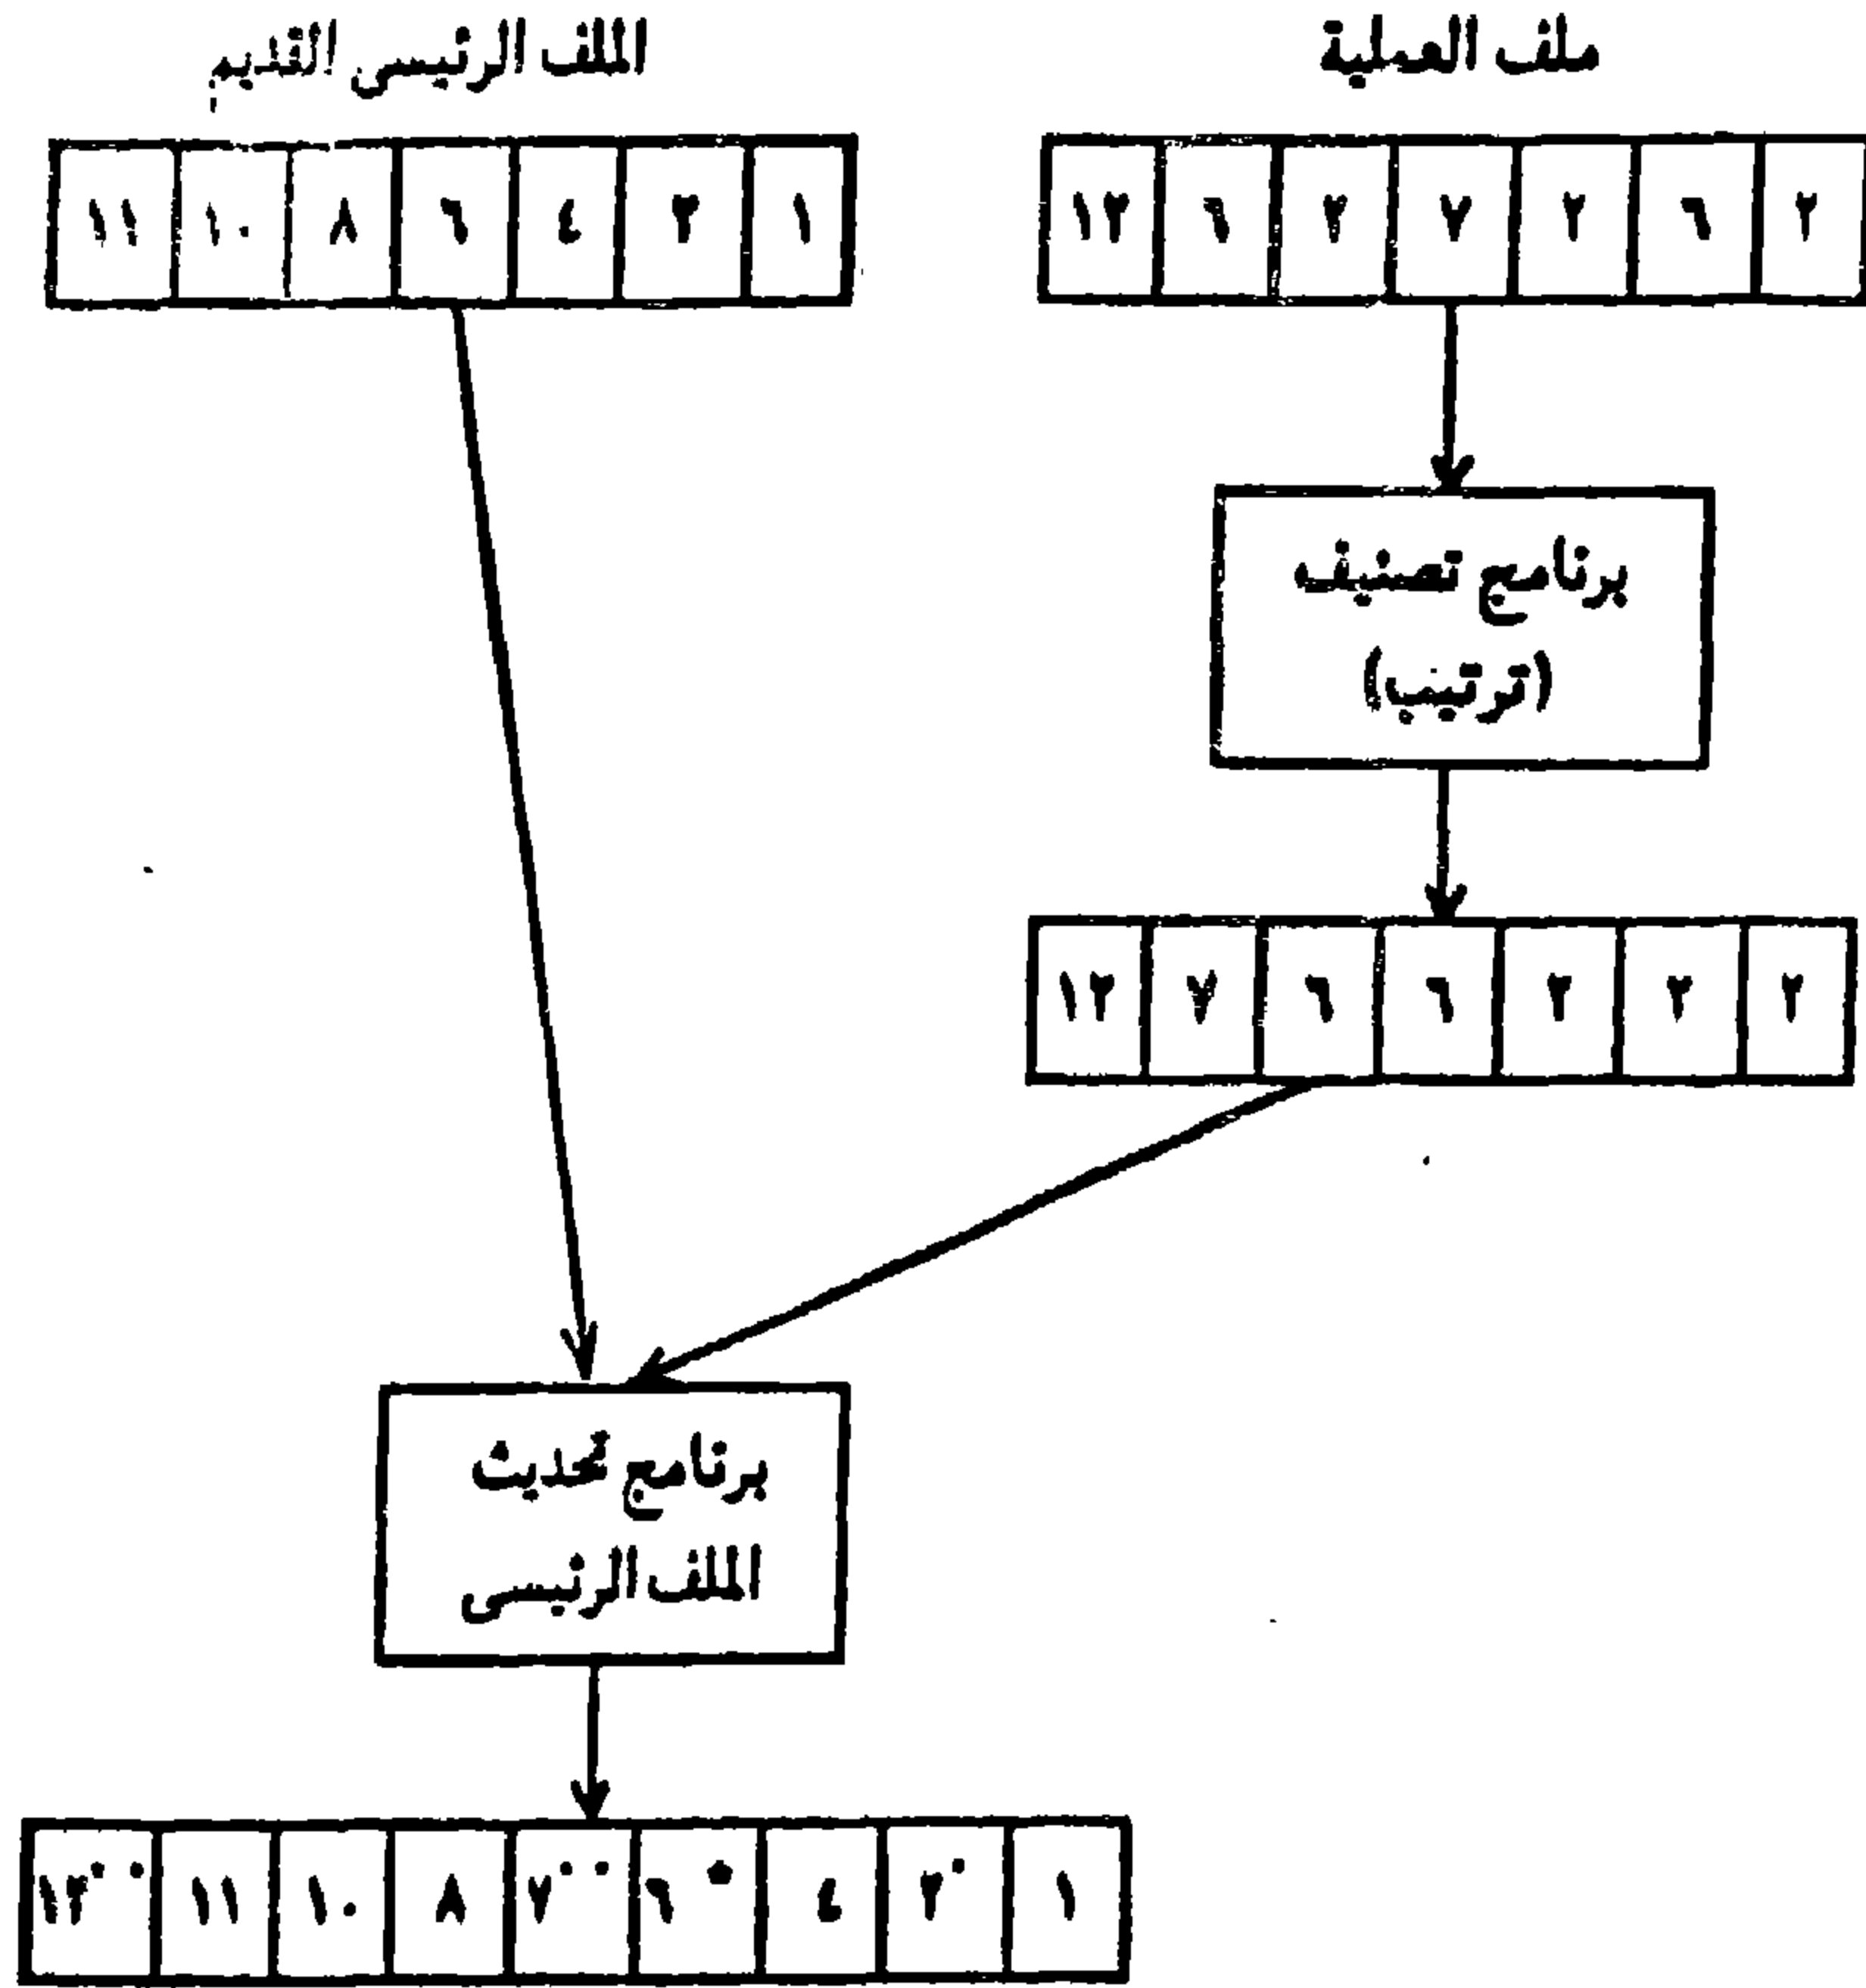 ملف العملية
الملف الرئيسى القديم
٢ ٦ ٢ ٧ ٢ ٦ ١٢
١ ٢ ٤ ٦ ٨ ١٠ ١١
برنامج تصنيف
(ترتيب)
٢ ٢ ٢ ٦ ٦ ٧ ١٢
برنامج تحديث
الملف الرئيسى
١ ٢• ٤ ٦• ٧•• ٨ ١٠ ١١ ١٢••